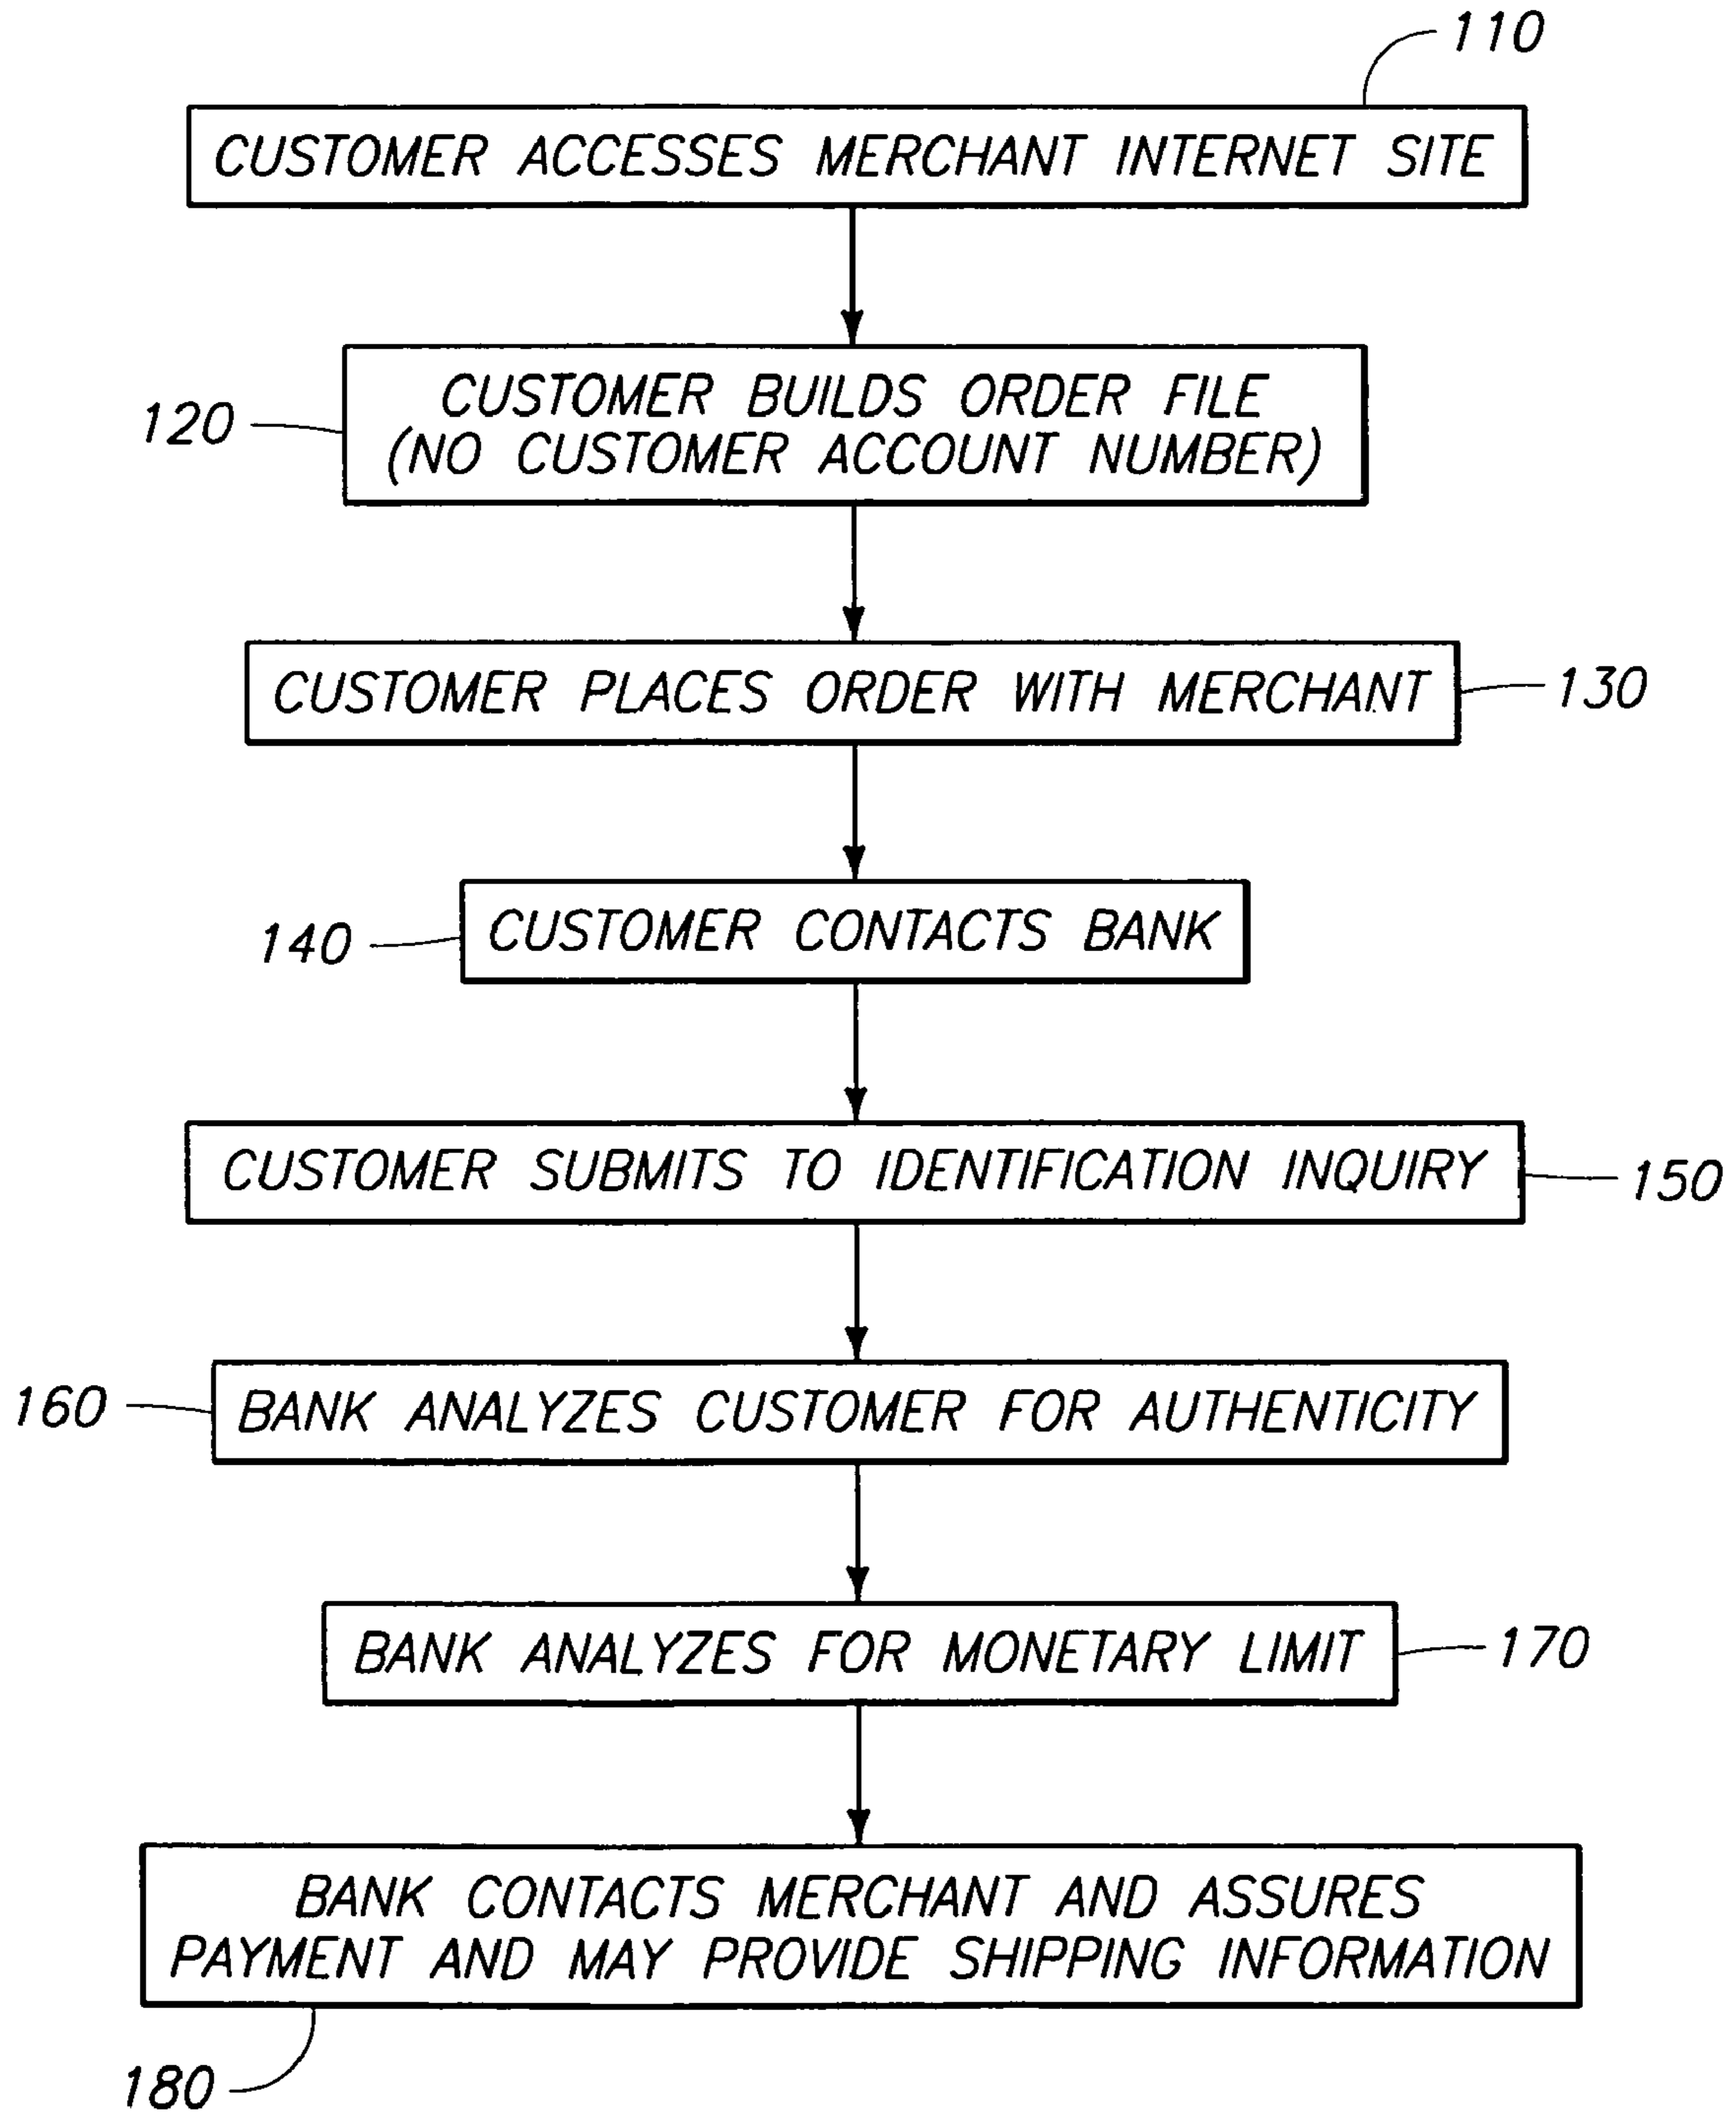 110
CUSTOMER ACCESSES MERCHANT INTERNET SITE
CUSTOMER BUILDS ORDER FILE
120
(NO CUSTOMER ACCOUNT NUMBER)
CUSTOMER PLACES ORDER WITH MERCHANT
130
140
CUSTOMER CONTACTS BANK
CUSTOMER SUBMITS TO IDENTIFICATION INQUIRY
150
160
BANK ANALYZES CUSTOMER FOR AUTHENTICITY
BANK ANALYZES FOR MONETARY LIMIT
170
BANK CONTACTS MERCHANT AND ASSURES
PAYMENT AND MAY PROVIDE SHIPPING INFORMATION
180